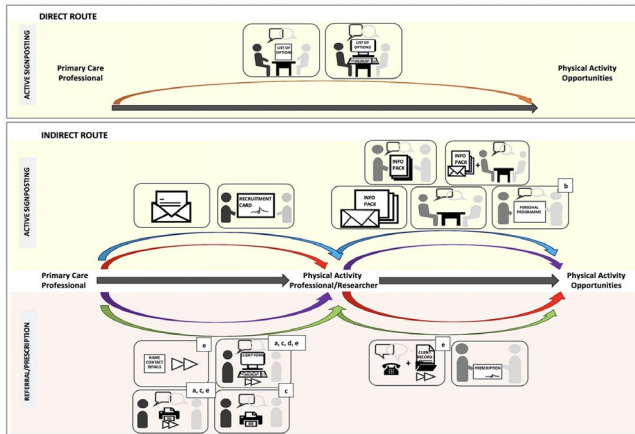 DIRECT ROUTE
ACTIVE SIGNPOSTING
LIST OF
OPTIONS
LIST OF
OPTIONS
Primary Care
Professional
Physical Activity
Opportunities
INDIRECT ROUTE
ACTIVE SIGNPOSTING
INFO
PACK
INFO
PACK
+
RECRUITMENT
CARD
INFO
PACK
b
PERSONAL
PROGRAMME
Primary Care
Professional
Physical Activity
Professional/Researcher
Physical Activity
Opportunities
REFERRAL/PRESCRIPTION
e
NAME
CONTACT
DETAILS
a, c, d, e
CLIENT FORM
e
+
CLIENT
RECORD
PRESCRIPTION
a, c, e
c